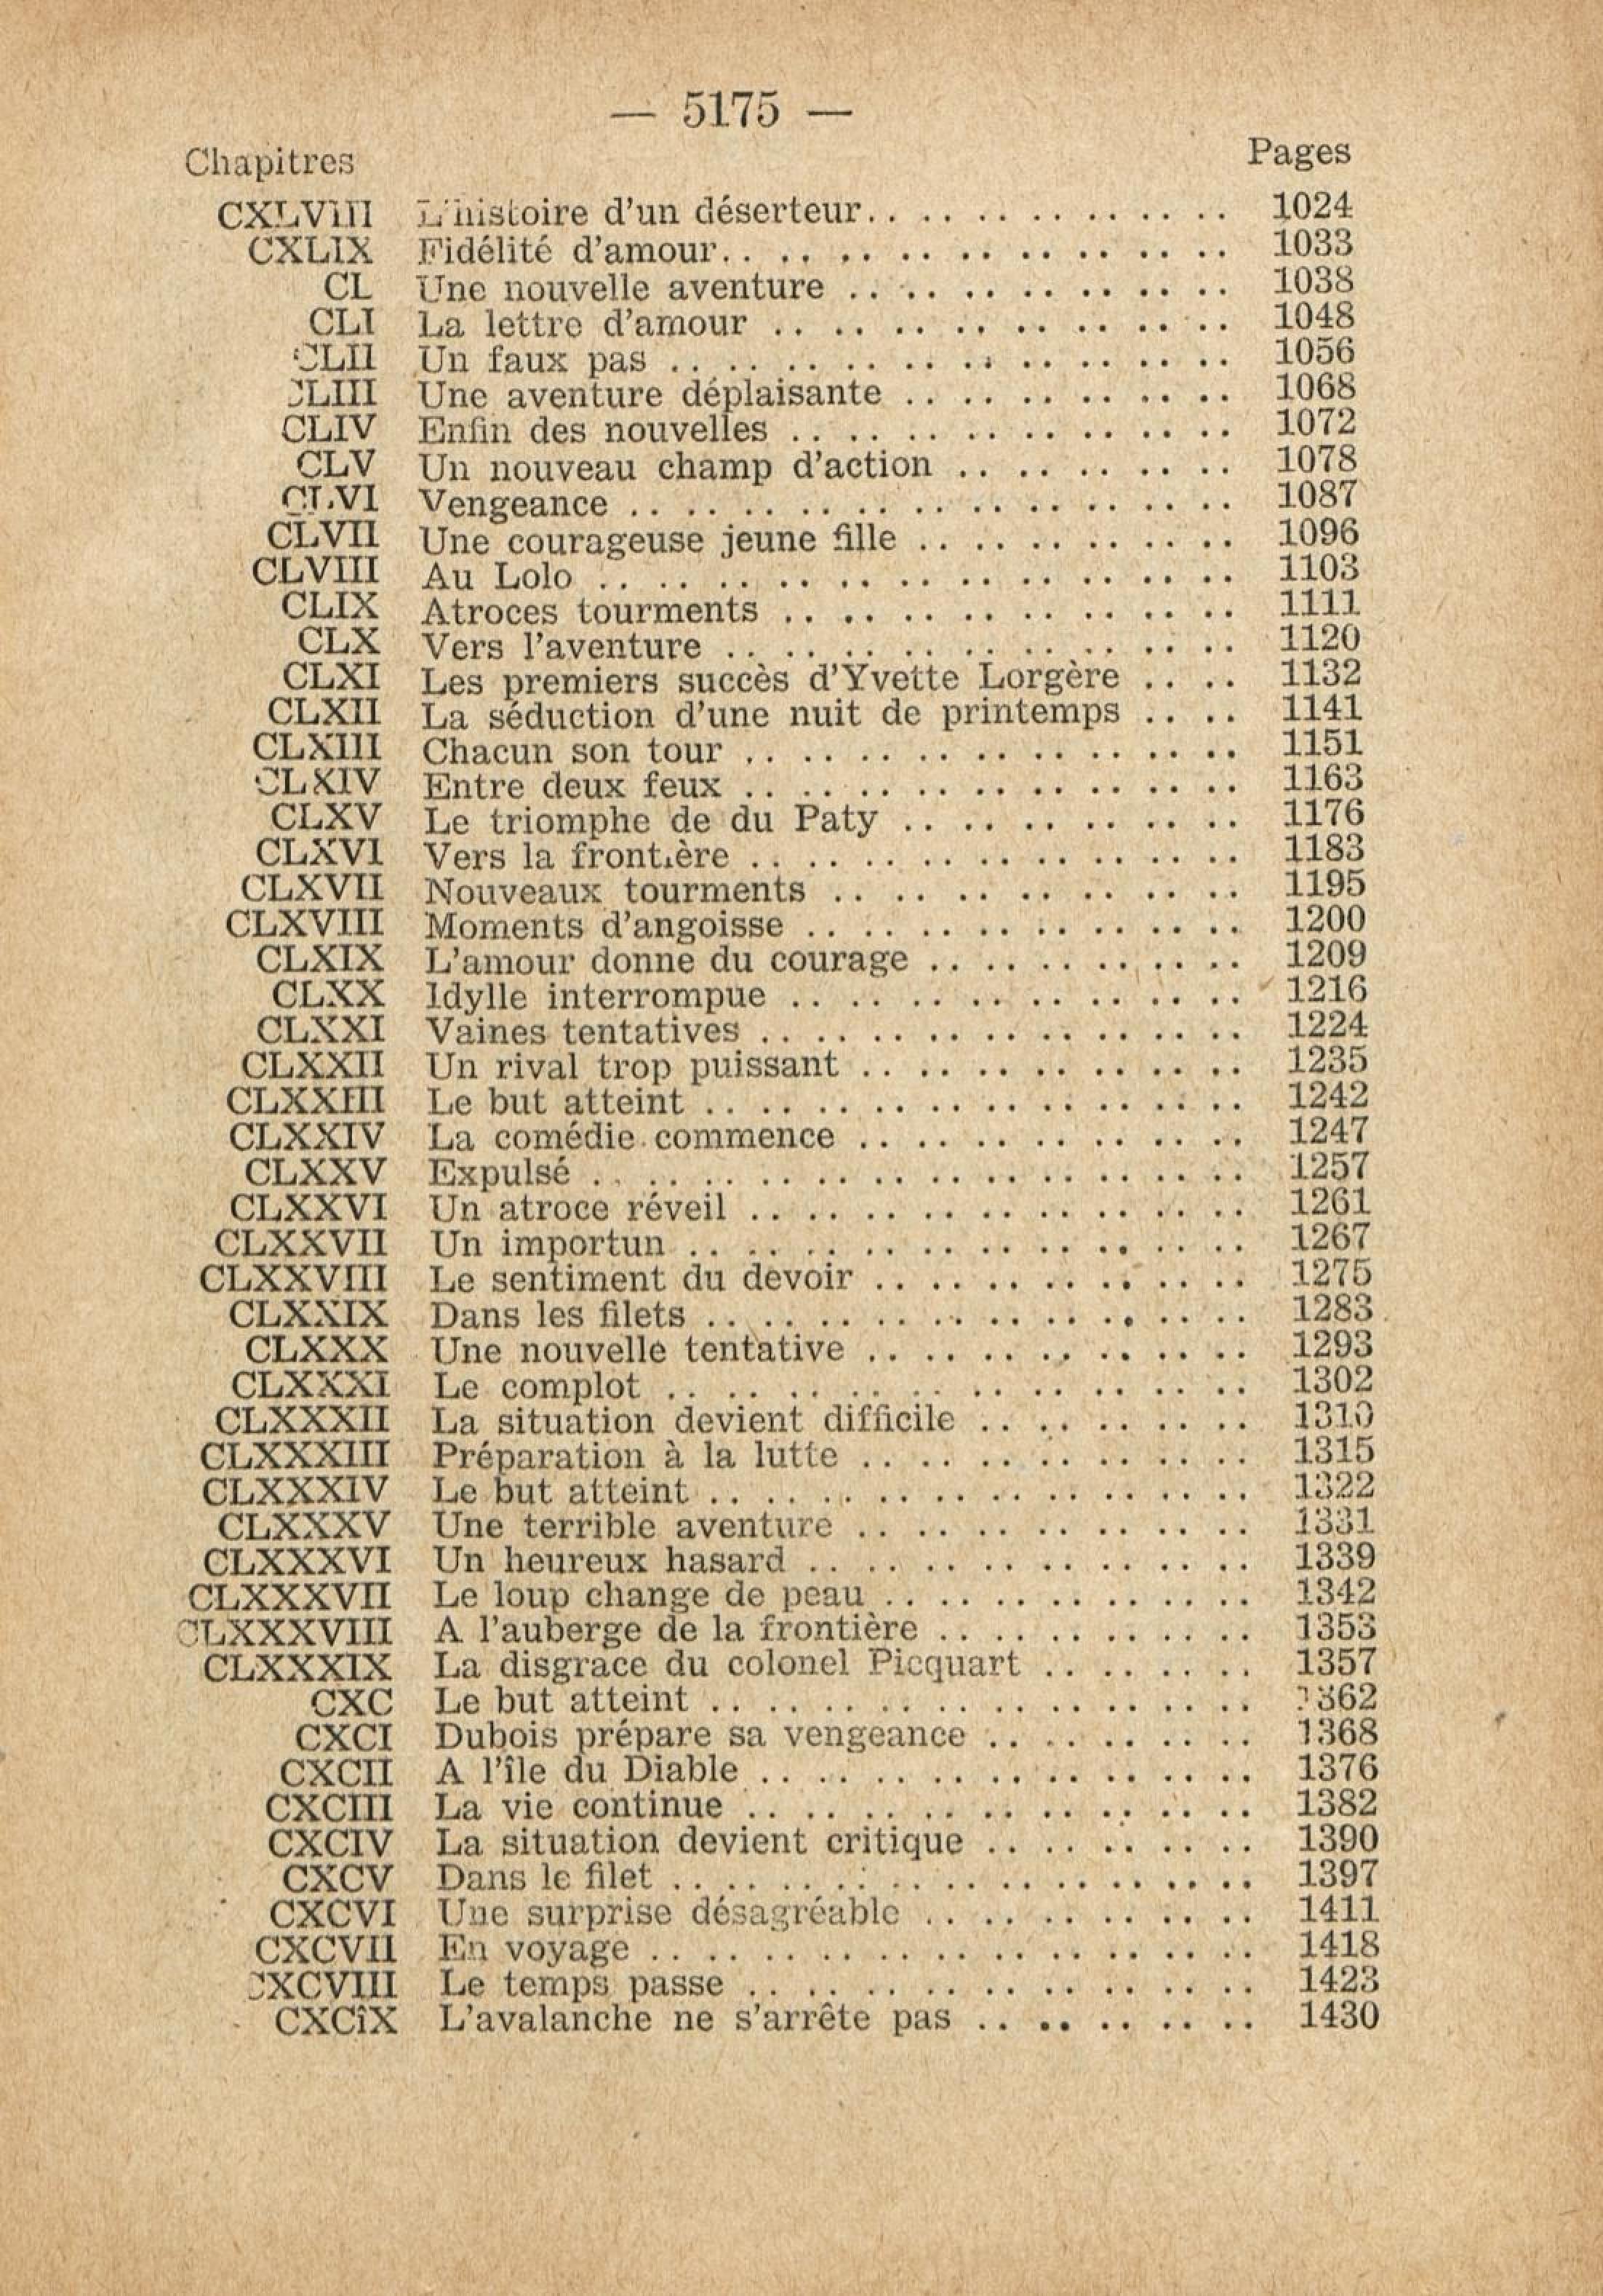 — 5175 —
Chapitres Pages
CXLVIII L'histoire d'un déserteur.. .. .. .. .. .. .. 1024
CXLIX Fidélité d'amour.. .. .. .. .. .. .. .. .. 1033
CL Une nouvelle aventure .. .. .. .. .. .. .. 1038
CLI La lettre d'amour .. .. .. .. .. .. .. .. 1048
CLII Un faux pas .. .. .. .. .. .. .. .. .. .. 1056
CLIII Une aventure déplaisante .. .. .. .. .. .. 1068
CLIV Enfin des nouvelles .. .. .. .. .. .. .. .. 1072
CLV Un nouveau champ d'action .. .. .. .. .. 1078
CLVI Vengeance .. .. .. .. .. .. .. .. .. .. .. 1087
CLVII Une courageuse jeune fille .. .. .. .. .. .. 1096
CLVIII Au Lolo .. .. .. .. .. .. .. .. .. .. .. 1103
CLIX Atroces tourments .. .. .. .. .. .. .. .. 1111
CLX Vers l'aventure .. .. .. .. .. .. .. .. .. 1120
CLXI Les premiers succès d'Yvette Lorgère .. .. 1132
CLXII La séduction d'une nuit de printemps .. .. 1141
CLXIII Chacun son tour .. .. .. .. .. .. .. .. .. 1151
CLXIV Entre deux feux .. .. .. .. .. .. .. .. .. 1163
CLXV Le triomphe de du Paty .. .. .. .. .. .. 1176
CLXVI Vers la frontière .. .. .. .. .. .. .. .. .. 1183
CLXVII Nouveaux tourments .. .. .. .. .. .. .. 1195
CLXVIII Moments d'angoisse .. .. .. .. .. .. .. .. 1200
CLXIX L'amour donne du courage .. .. .. .. .. .. 1209
CLXX Idylle interrompue .. .. .. .. .. .. .. .. 1216
CLXXI Vaines tentatives .. .. .. .. .. .. .. .. .. 1224
CLXXII Un rival trop puissant .. .. .. .. .. .. .. 1235
CLXXIII Le but atteint .. .. .. .. .. .. .. .. .. .. 1242
CLXXIV La comédie commence .. .. .. .. .. .. .. 1247
CLXXV Expulsé .. .. .. .. .. .. .. .. .. .. .. .. 1257
CLXXVI Un atroce réveil .. .. .. .. .. .. .. .. .. 1261
CLXXVII Un importun .. .. .. .. .. .. .. .. .. .. 1267
CLXXVIII Le sentiment du devoir .. .. .. .. .. .. .. 1275
CLXXIX Dans les filets .. .. .. .. .. .. .. .. .. .. 1283
CLXXX Une nouvelle tentative .. .. .. .. .. .. .. 1293
CLXXXI Le complot .. .. .. .. .. .. .. .. .. .. 1302
CLXXXII La situation devient difficile .. .. .. .. .. 1310
CLXXXIII Préparation à la lutte .. .. .. .. .. .. .. 1315
CLXXXIV Le but atteint .. .. .. .. .. .. .. .. .. .. 1322
CLXXXV Une terrible aventure .. .. .. .. .. .. .. 1331
CLXXXVI Un heureux hasard .. .. .. .. .. .. .. .. 1339
CLXXXVII Le loup change de peau .. .. .. .. .. .. .. 1342
CLXXXVIII A l'auberge de la frontière .. .. .. .. .. .. 1353
CLXXXIX La disgrace du colonel Picquart .. .. .. .. 1357
CXC Le but atteint .. .. .. .. .. .. .. .. .. .. 1362
CXCI Dubois prépare sa vengeance .. .. .. .. .. 1368
CXCII A l'île du Diable .. .. .. .. .. .. .. .. .. 1376
CXCIII La vie continue .. .. .. .. .. .. .. .. .. 1382
CXCIV La situation devient critique .. .. .. .. .. 1390
CXCV Dans le filet .. .. .. .. .. .. .. .. .. .. 1397
CXCVI Une surprise désagréable .. .. .. .. .. .. 1411
CXCVII En voyage .. .. .. .. .. .. .. .. .. .. .. 1418
CXCVIII Le temps passe .. .. .. .. .. .. .. .. .. 1423
CXCîX L'avalanche ne s'arrête pas .. .. .. .. .. 1430